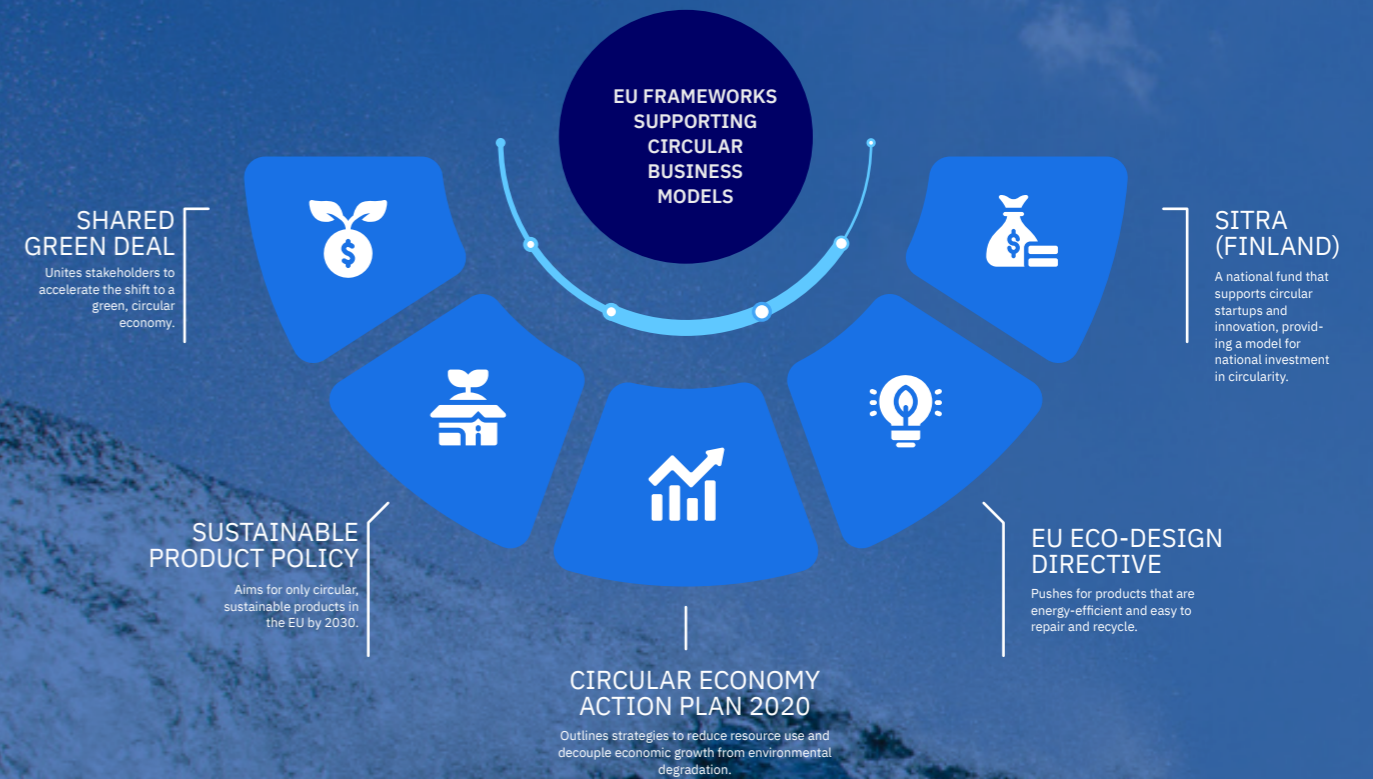 EU FRAMEWORKS
SUPPORTING
CIRCULAR
BUSINESS
MODELS
SHARED
GREEN DEAL
Unites stakeholders to
accelerate the shift to a
green, circular
economy.
SUSTAINABLE
PRODUCT POLICY
Aims for only circular,
sustainable products in
the EU by 2030.
CIRCULAR ECONOMY
ACTION PLAN 2020
Outlines strategies to reduce resource use and
decouple economic growth from environmental
degradation.
EU ECO-DESIGN
DIRECTIVE
Pushes for products that are
energy-efficient and easy to
repair and recycle.
SITRA
(FINLAND)
A national fund that
supports circular
startups and
innovation, provid-
ing a model for
national investment
in circularity.
$
$